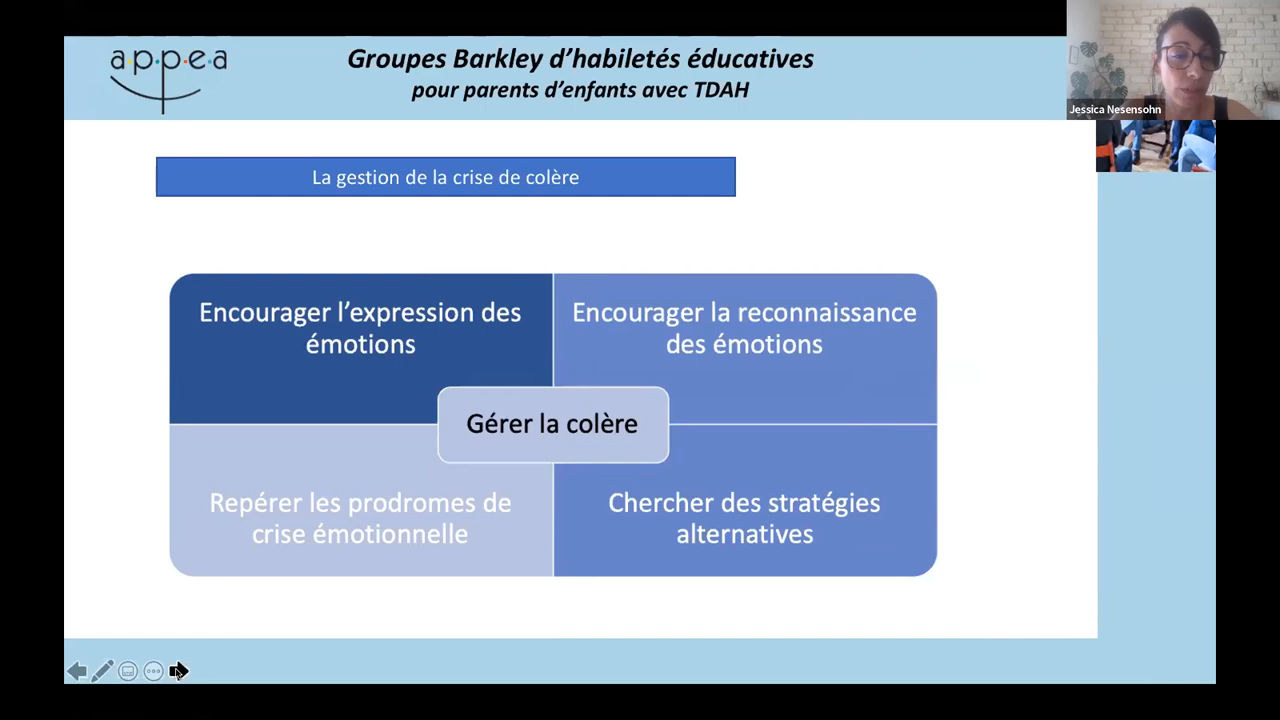 a.p.p.e.a
Groupes Barkley d'habiletés éducatives
pour parents d'enfants avec TDAH
Jessica Nesensohn
La gestion de la crise de colère
Encourager l'expression des
émotions
Encourager la reconnaissance
des émotions
Gérer la colère
Repérer les prodromes de
crise émotionnelle
Chercher des stratégies
alternatives